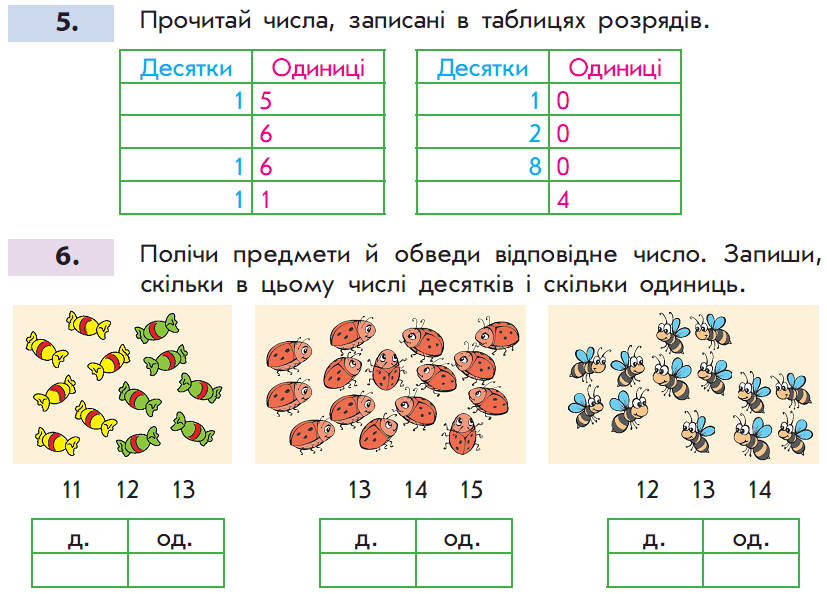 5. Прочитай числа, записані в таблицях розрядів.
Десятки Одиниці Десятки Одиниці
1 5 1 0
6 2 0
1 6 8 0
1 1 4
6. Полічи предмети й обведи відповідне число. Запиши,
скільки в цьому числі десятків і скільки одиниць.
11 12 13 13 14 15 12 13 14
д. од. д. од. д. од.